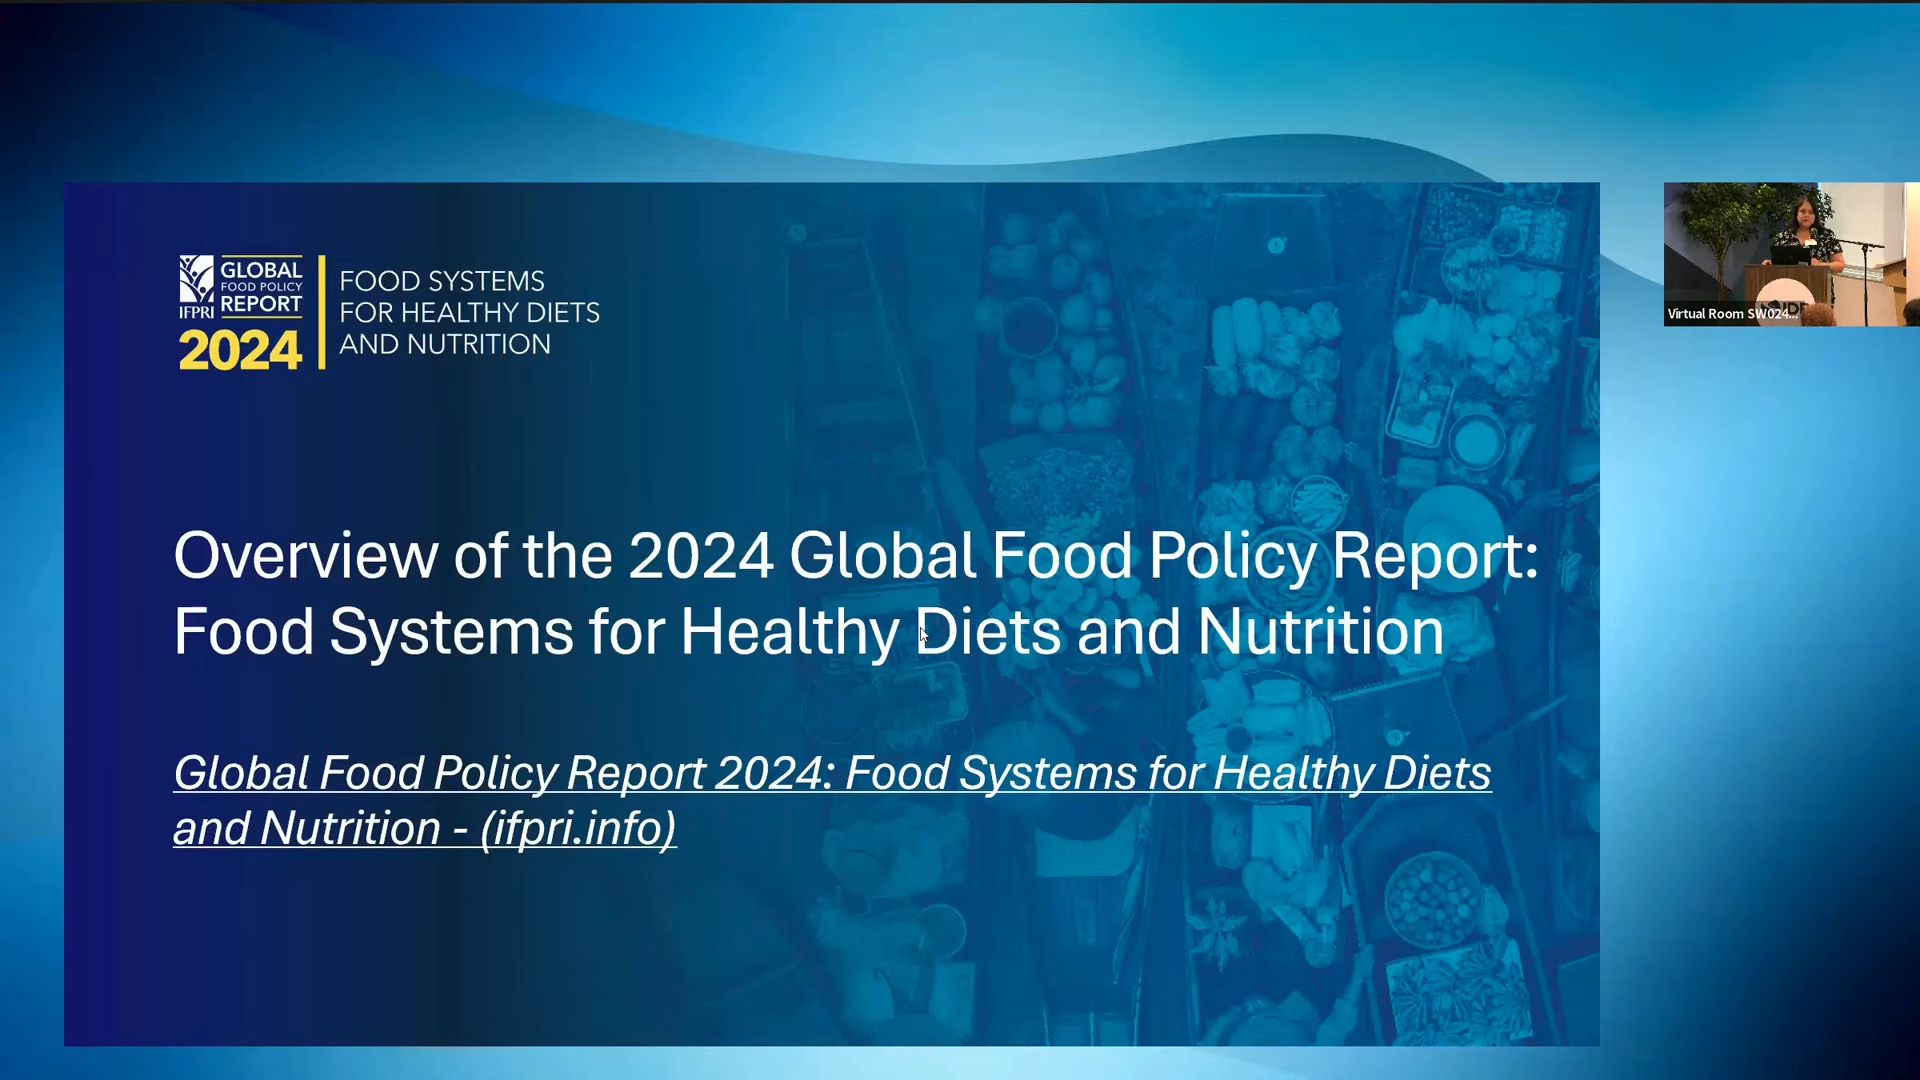 IFPRI
GLOBAL
FOOD POLICY
REPORT
2024
FOOD SYSTEMS
FOR HEALTHY DIETS
AND NUTRITION
Overview of the 2024 Global Food Policy Report:
Food Systems for Healthy Diets and Nutrition
Global Food Policy Report 2024: Food Systems for Healthy Diets
and Nutrition - (ifpri.info)
Virtual Room SW024...